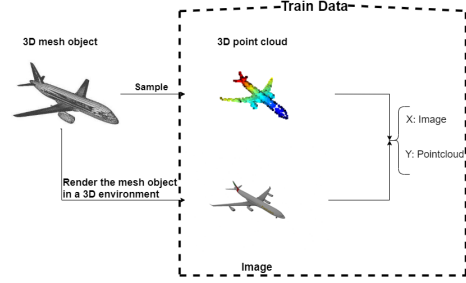 Train Data
3D mesh object
3D point cloud
Sample
X: Image
Y: Pointcloud
Render the mesh object
in a 3D environment
Image